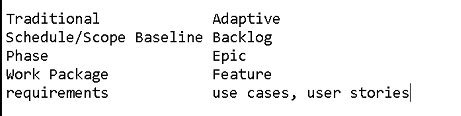 Traditional Adaptive
Schedule/Scope Baseline Backlog
Phase Epic
Work Package Feature
requirements use cases, user stories